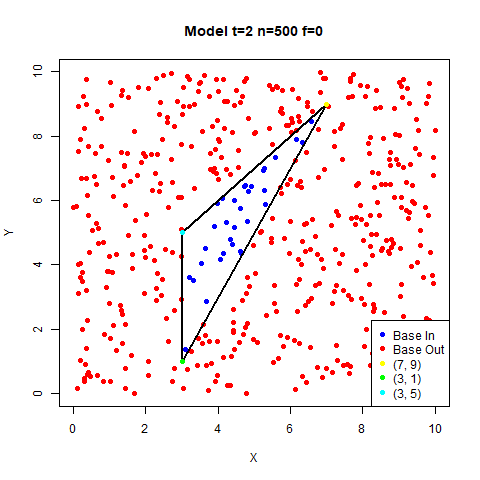 Model t=2 n=500 f=0
10
8
6
4
2
0
Y
Base In
Base Out
(7, 9)
(3, 1)
(3, 5)
0 2 4 6 8 10
X